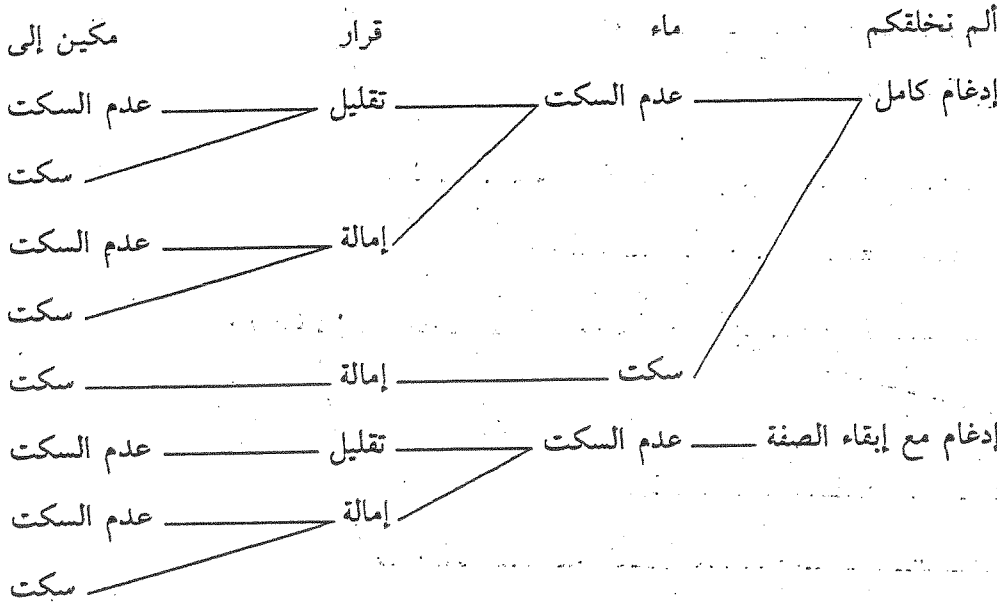 ألم نخلقكم ماء قرار مكين إلى
إدغام كامل عدم السكت تقليل عدم السكت
سكت
إمالة عدم السكت
سكت
سكت إمالة سكت
إدغام مع إبقاء الصفة عدم السكت تقليل عدم السكت
إمالة عدم السكت
سكت